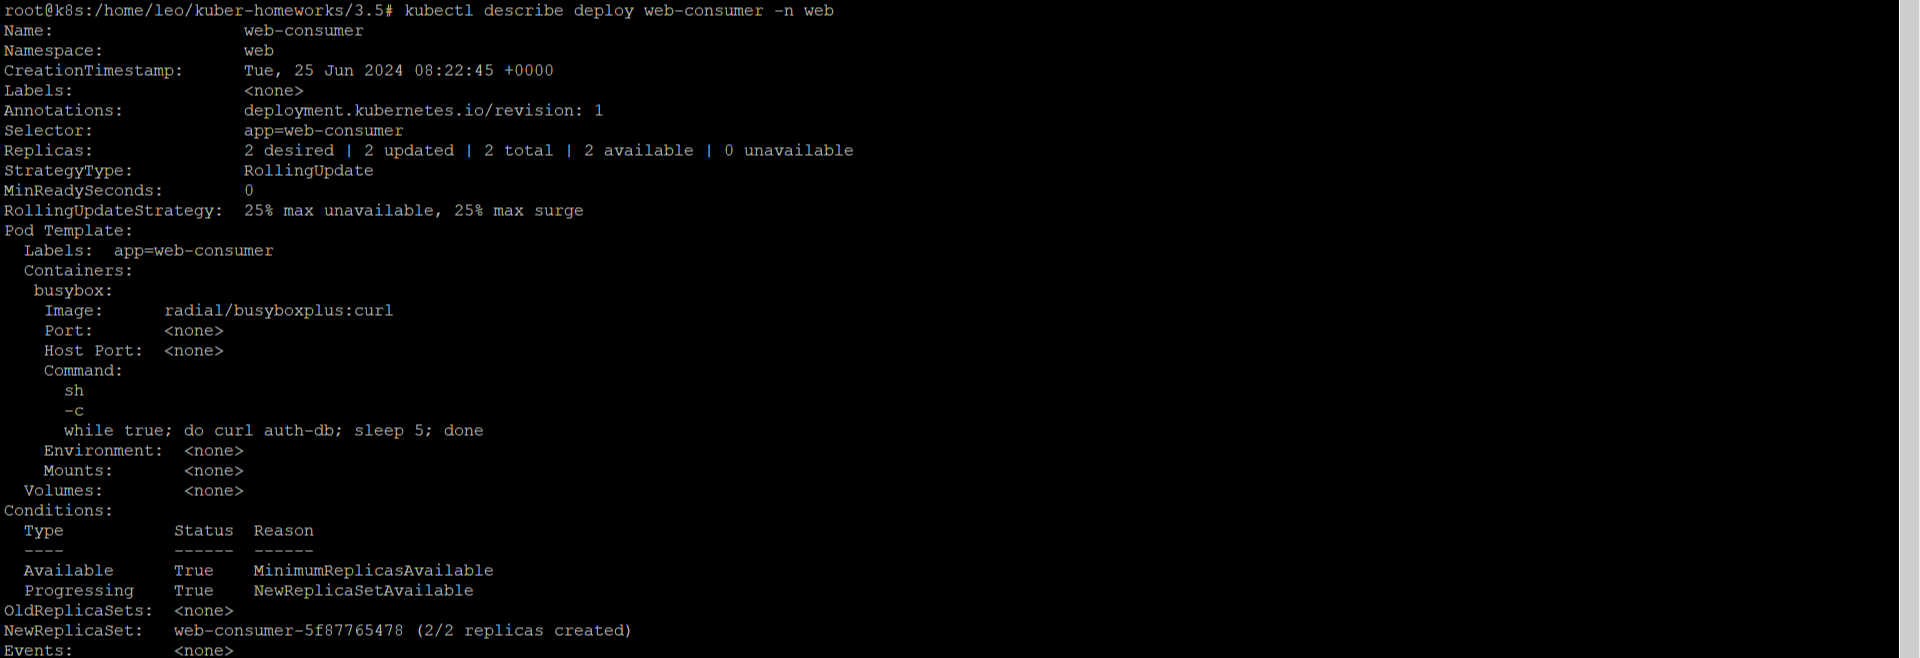 root@k8s:/home/leo/kuber-homeworks/3.5# kubectl describe deploy web-consumer -n web
Name:                   web-consumer
Namespace:              web
CreationTimestamp:      Tue, 25 Jun 2024 08:22:45 +0000
Labels:                 <none>
Annotations:            deployment.kubernetes.io/revision: 1
Selector:               app=web-consumer
Replicas:               2 desired | 2 updated | 2 total | 2 available | 0 unavailable
StrategyType:           RollingUpdate
MinReadySeconds:        0
RollingUpdateStrategy:  25% max unavailable, 25% max surge
Pod Template:
  Labels:  app=web-consumer
  Containers:
   busybox:
    Image:      radial/busyboxplus:curl
    Port:       <none>
    Host Port:  <none>
    Command:
      sh
      -c
      while true; do curl auth-db; sleep 5; done
    Environment:  <none>
    Mounts:       <none>
  Volumes:        <none>
Conditions:
  Type           Status  Reason
  ----           ------  ------
  Available      True    MinimumReplicasAvailable
  Progressing    True    NewReplicaSetAvailable
OldReplicaSets:  <none>
NewReplicaSet:   web-consumer-5f87765478 (2/2 replicas created)
Events:          <none>